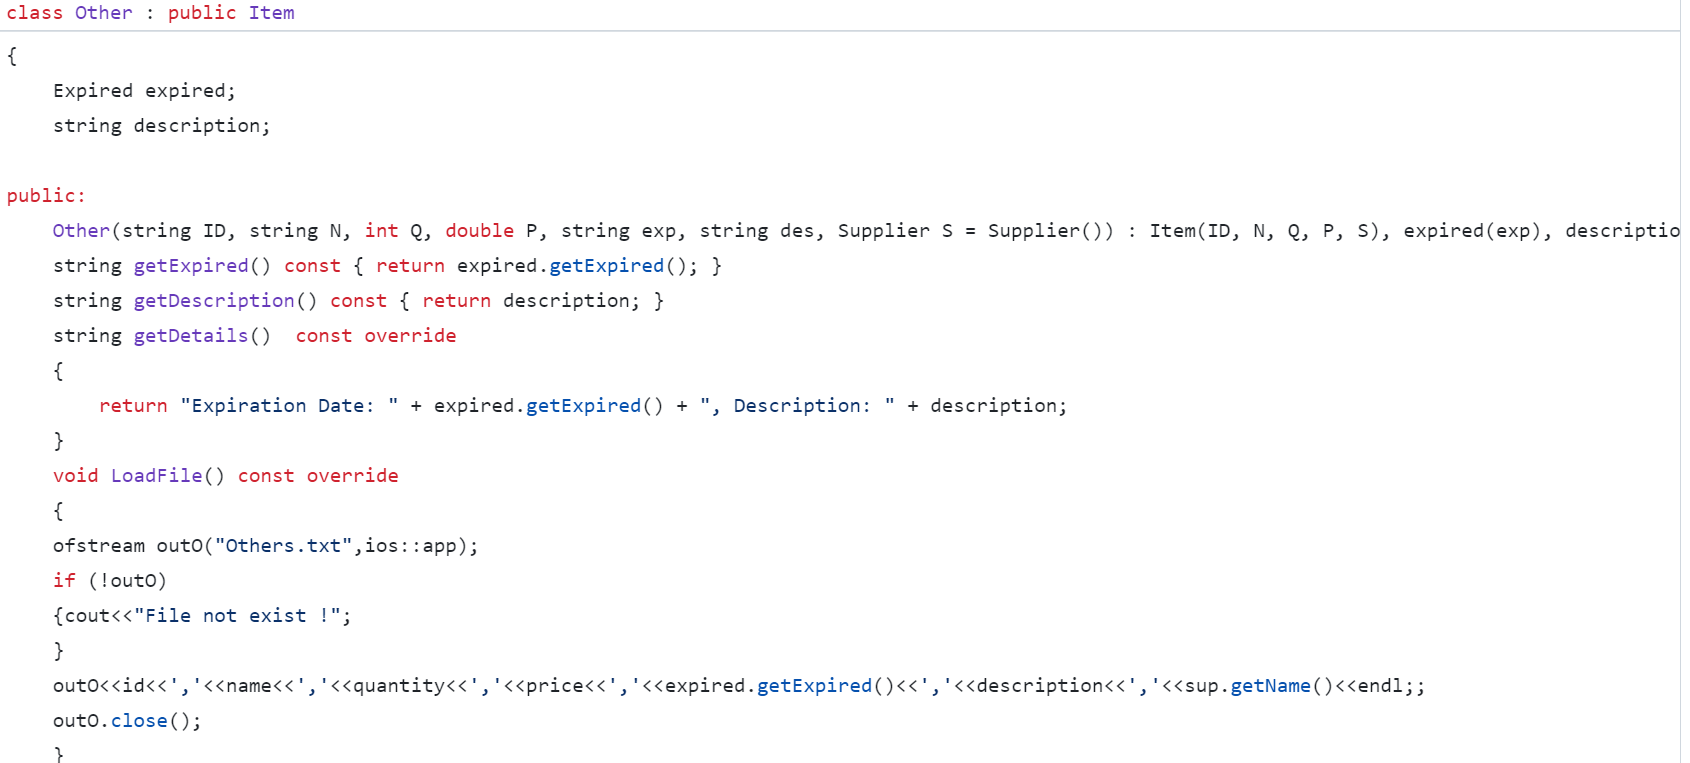 class Other : public Item
{
    Expired expired;
    string description;

public:
    Other(string ID, string N, int Q, double P, string exp, string des, Supplier S = Supplier()) : Item(ID, N, Q, P, S), expired(exp), descriptio
    string getExpired() const { return expired.getExpired(); }
    string getDescription() const { return description; }
    string getDetails()  const override
    {
        return "Expiration Date: " + expired.getExpired() + ", Description: " + description;
    }
    void LoadFile() const override
    {
    ofstream outO("Others.txt",ios::app);
    if (!outO)
    {cout<<"File not exist !";
    }
    outO<<id<<','<<name<<','<<quantity<<','<<price<<','<<expired.getExpired()<<','<<description<<','<<sup.getName()<<endl;;
    outO.close();
    }